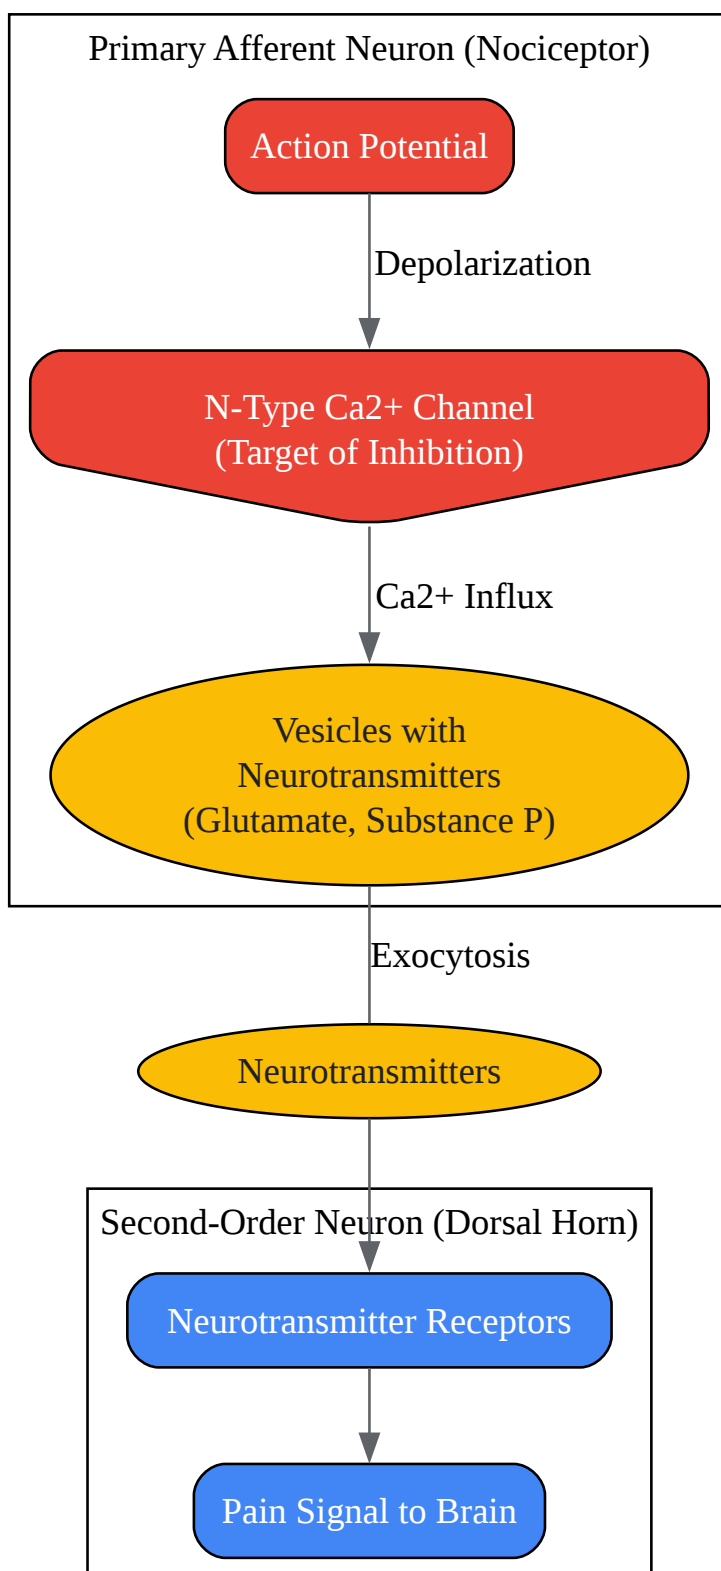 Primary Afferent Neuron (Nociceptor)
Action Potential
Depolarization
N-Type Ca2+ Channel
(Target of Inhibition)
Ca2+ Influx
Vesicles with
Neurotransmitters
(Glutamate, Substance P)
Exocytosis
Neurotransmitters
Second-Order Neuron (Dorsal Horn)
Neurotransmitter Receptors
Pain Signal to Brain